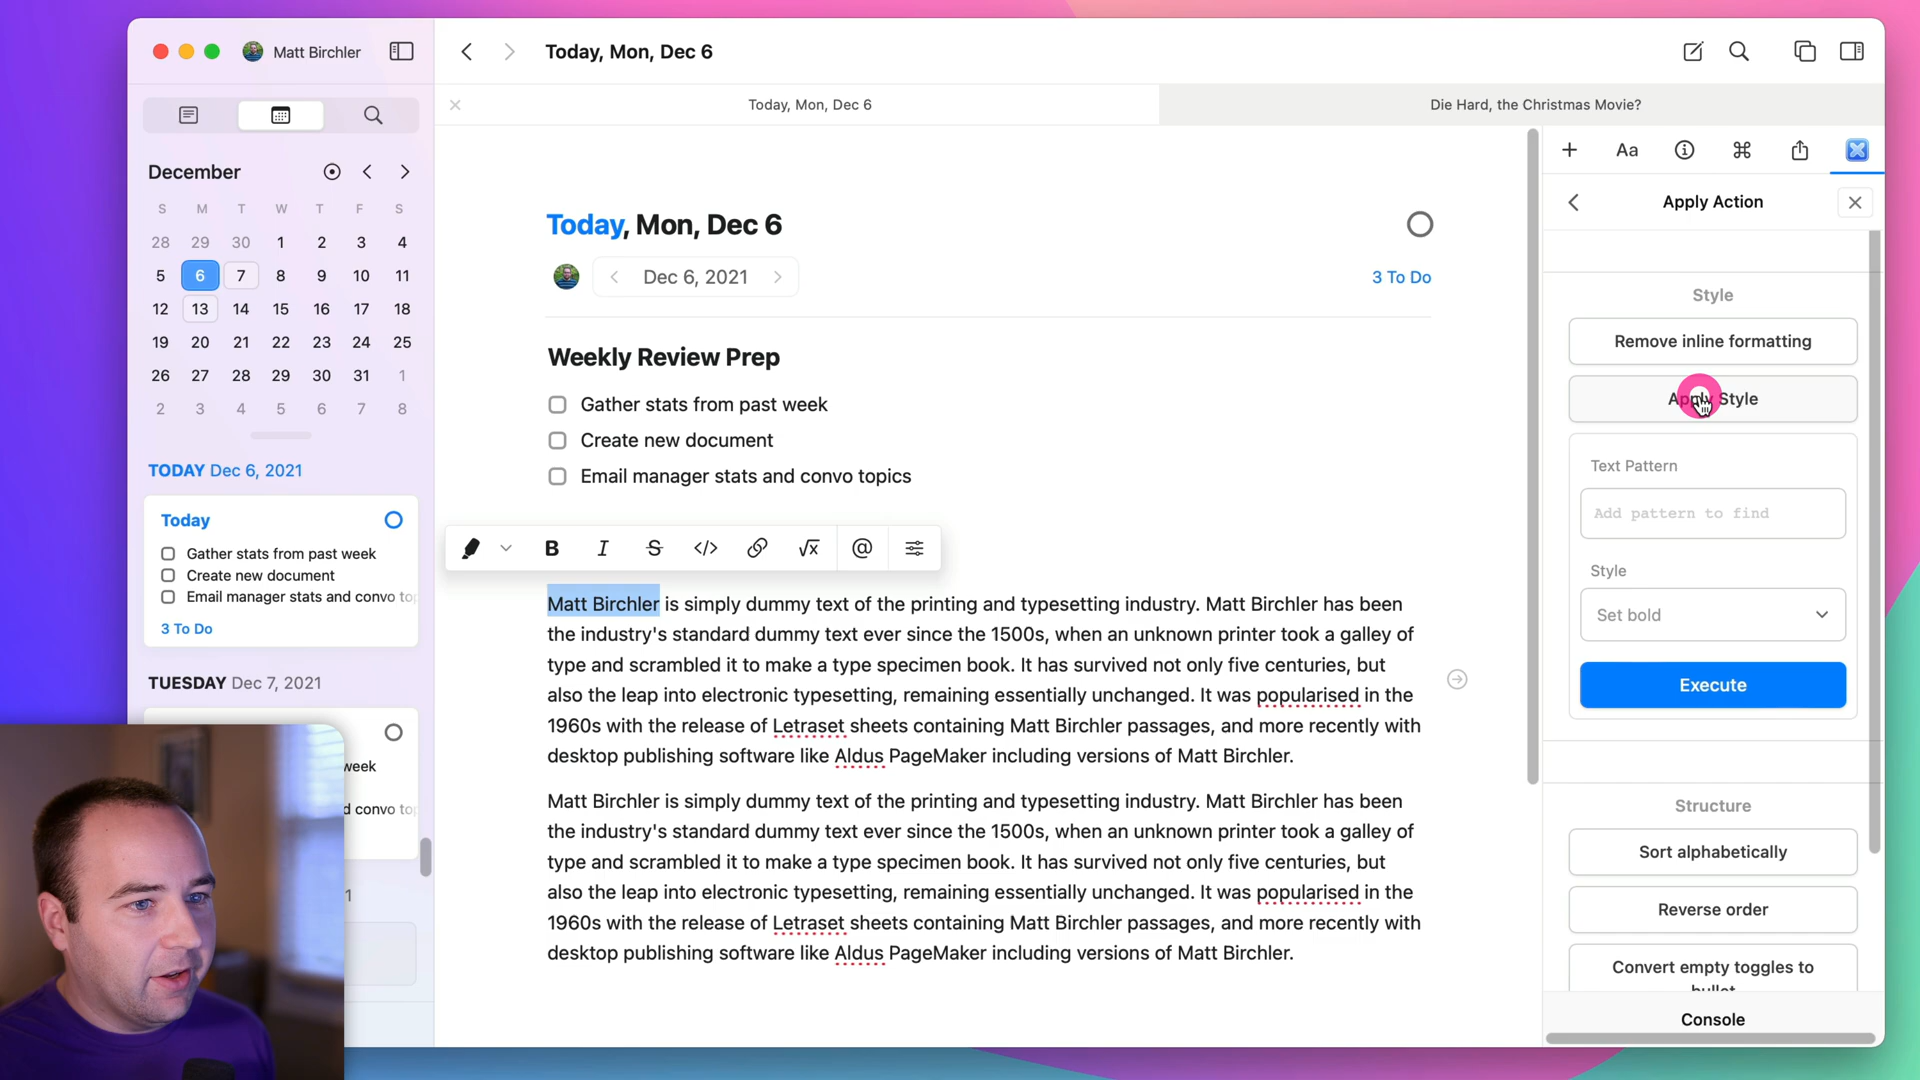 Matt Birchler
Today, Mon, Dec 6
Today, Mon, Dec 6
Die Hard, the Christmas Movie?
December
S M T W T F S
28 29 30 1 2 3 4
5 6 7 8 9 10 11
12 13 14 15 16 17 18
19 20 21 22 23 24 25
26 27 28 29 30 31 1
2 3 4 5 6 7 8
TODAY Dec 6, 2021
Today
Gather stats from past week
Create new document
Email manager stats and convo to
3 To Do
TUESDAY Dec 7, 2021
week
d convo to
1
Today, Mon, Dec 6
Dec 6, 2021
3 To Do
Weekly Review Prep
Gather stats from past week
Create new document
Email manager stats and convo topics
B I S </> √x @
Matt Birchler is simply dummy text of the printing and typesetting industry. Matt Birchler has been
the industry's standard dummy text ever since the 1500s, when an unknown printer took a galley of
type and scrambled it to make a type specimen book. It has survived not only five centuries, but
also the leap into electronic typesetting, remaining essentially unchanged. It was popularised in the
1960s with the release of Letraset sheets containing Matt Birchler passages, and more recently with
desktop publishing software like Aldus PageMaker including versions of Matt Birchler.
Matt Birchler is simply dummy text of the printing and typesetting industry. Matt Birchler has been
the industry's standard dummy text ever since the 1500s, when an unknown printer took a galley of
type and scrambled it to make a type specimen book. It has survived not only five centuries, but
also the leap into electronic typesetting, remaining essentially unchanged. It was popularised in the
1960s with the release of Letraset sheets containing Matt Birchler passages, and more recently with
desktop publishing software like Aldus PageMaker including versions of Matt Birchler.
Aa
Apply Action
Style
Remove inline formatting
Apply Style
Text Pattern
Add pattern to find
Style
Set bold
Execute
Structure
Sort alphabetically
Reverse order
Convert empty toggles to
Console